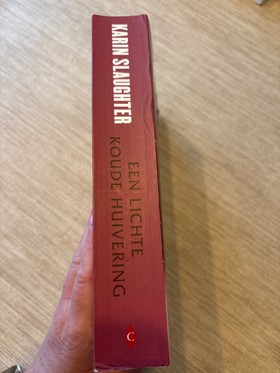 KARIN SLAUGHTER
EEN LICHTE
KOUDE HUIVERING
C